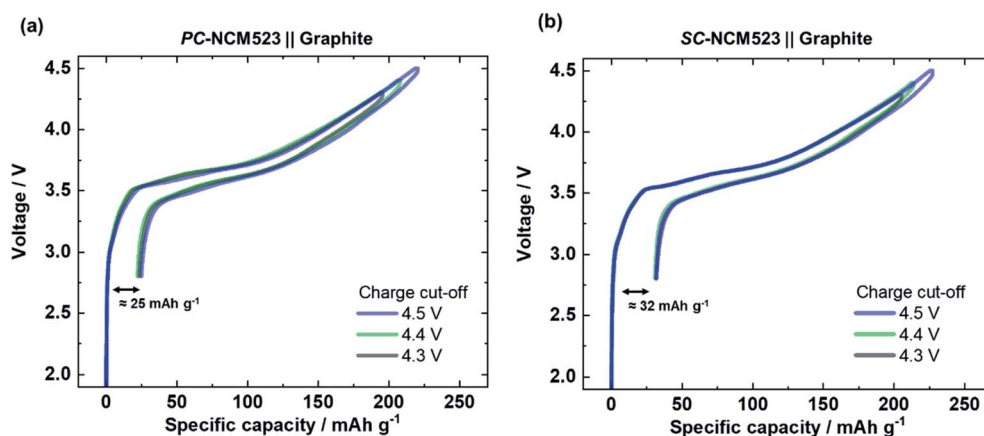 (a)
PC-NCM523 || Graphite
4.5
4.0
3.5
3.0
2.5
2.0
Voltage / V
≈ 25 mAh g⁻¹
Charge cut-off
4.5 V
4.4 V
4.3 V
0 50 100 150 200 250
Specific capacity / mAh g⁻¹
(b)
SC-NCM523 || Graphite
4.5
4.0
3.5
3.0
2.5
2.0
Voltage / V
≈ 32 mAh g⁻¹
Charge cut-off
4.5 V
4.4 V
4.3 V
0 50 100 150 200 250
Specific capacity / mAh g⁻¹